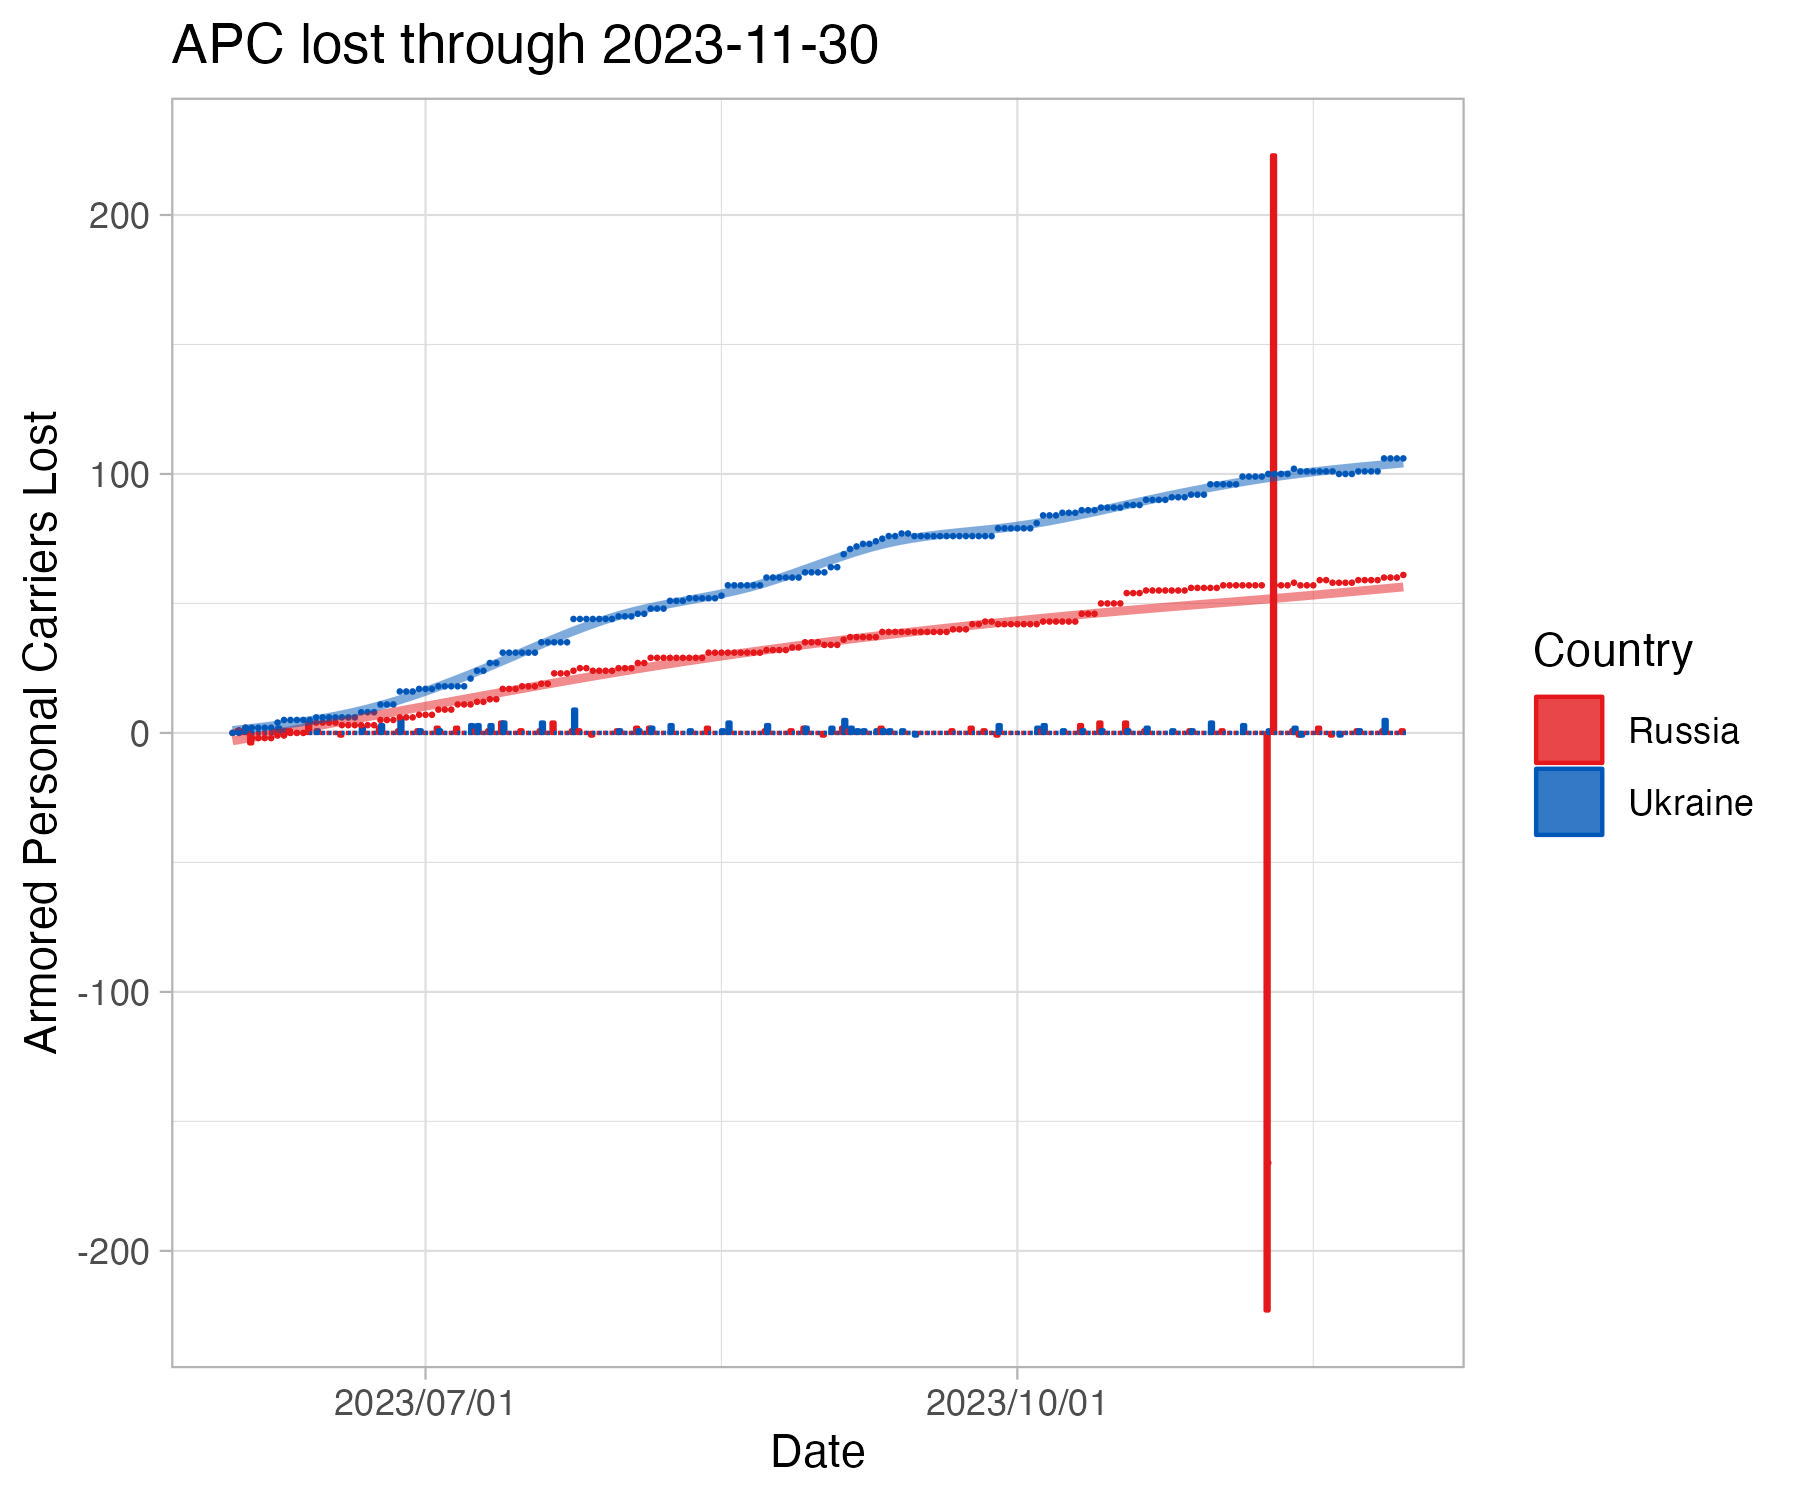 APC lost through 2023-11-30
Armored Personal Carriers Lost
200
100
0
-100
-200
2023/07/01
2023/10/01
Date
Country
Russia
Ukraine